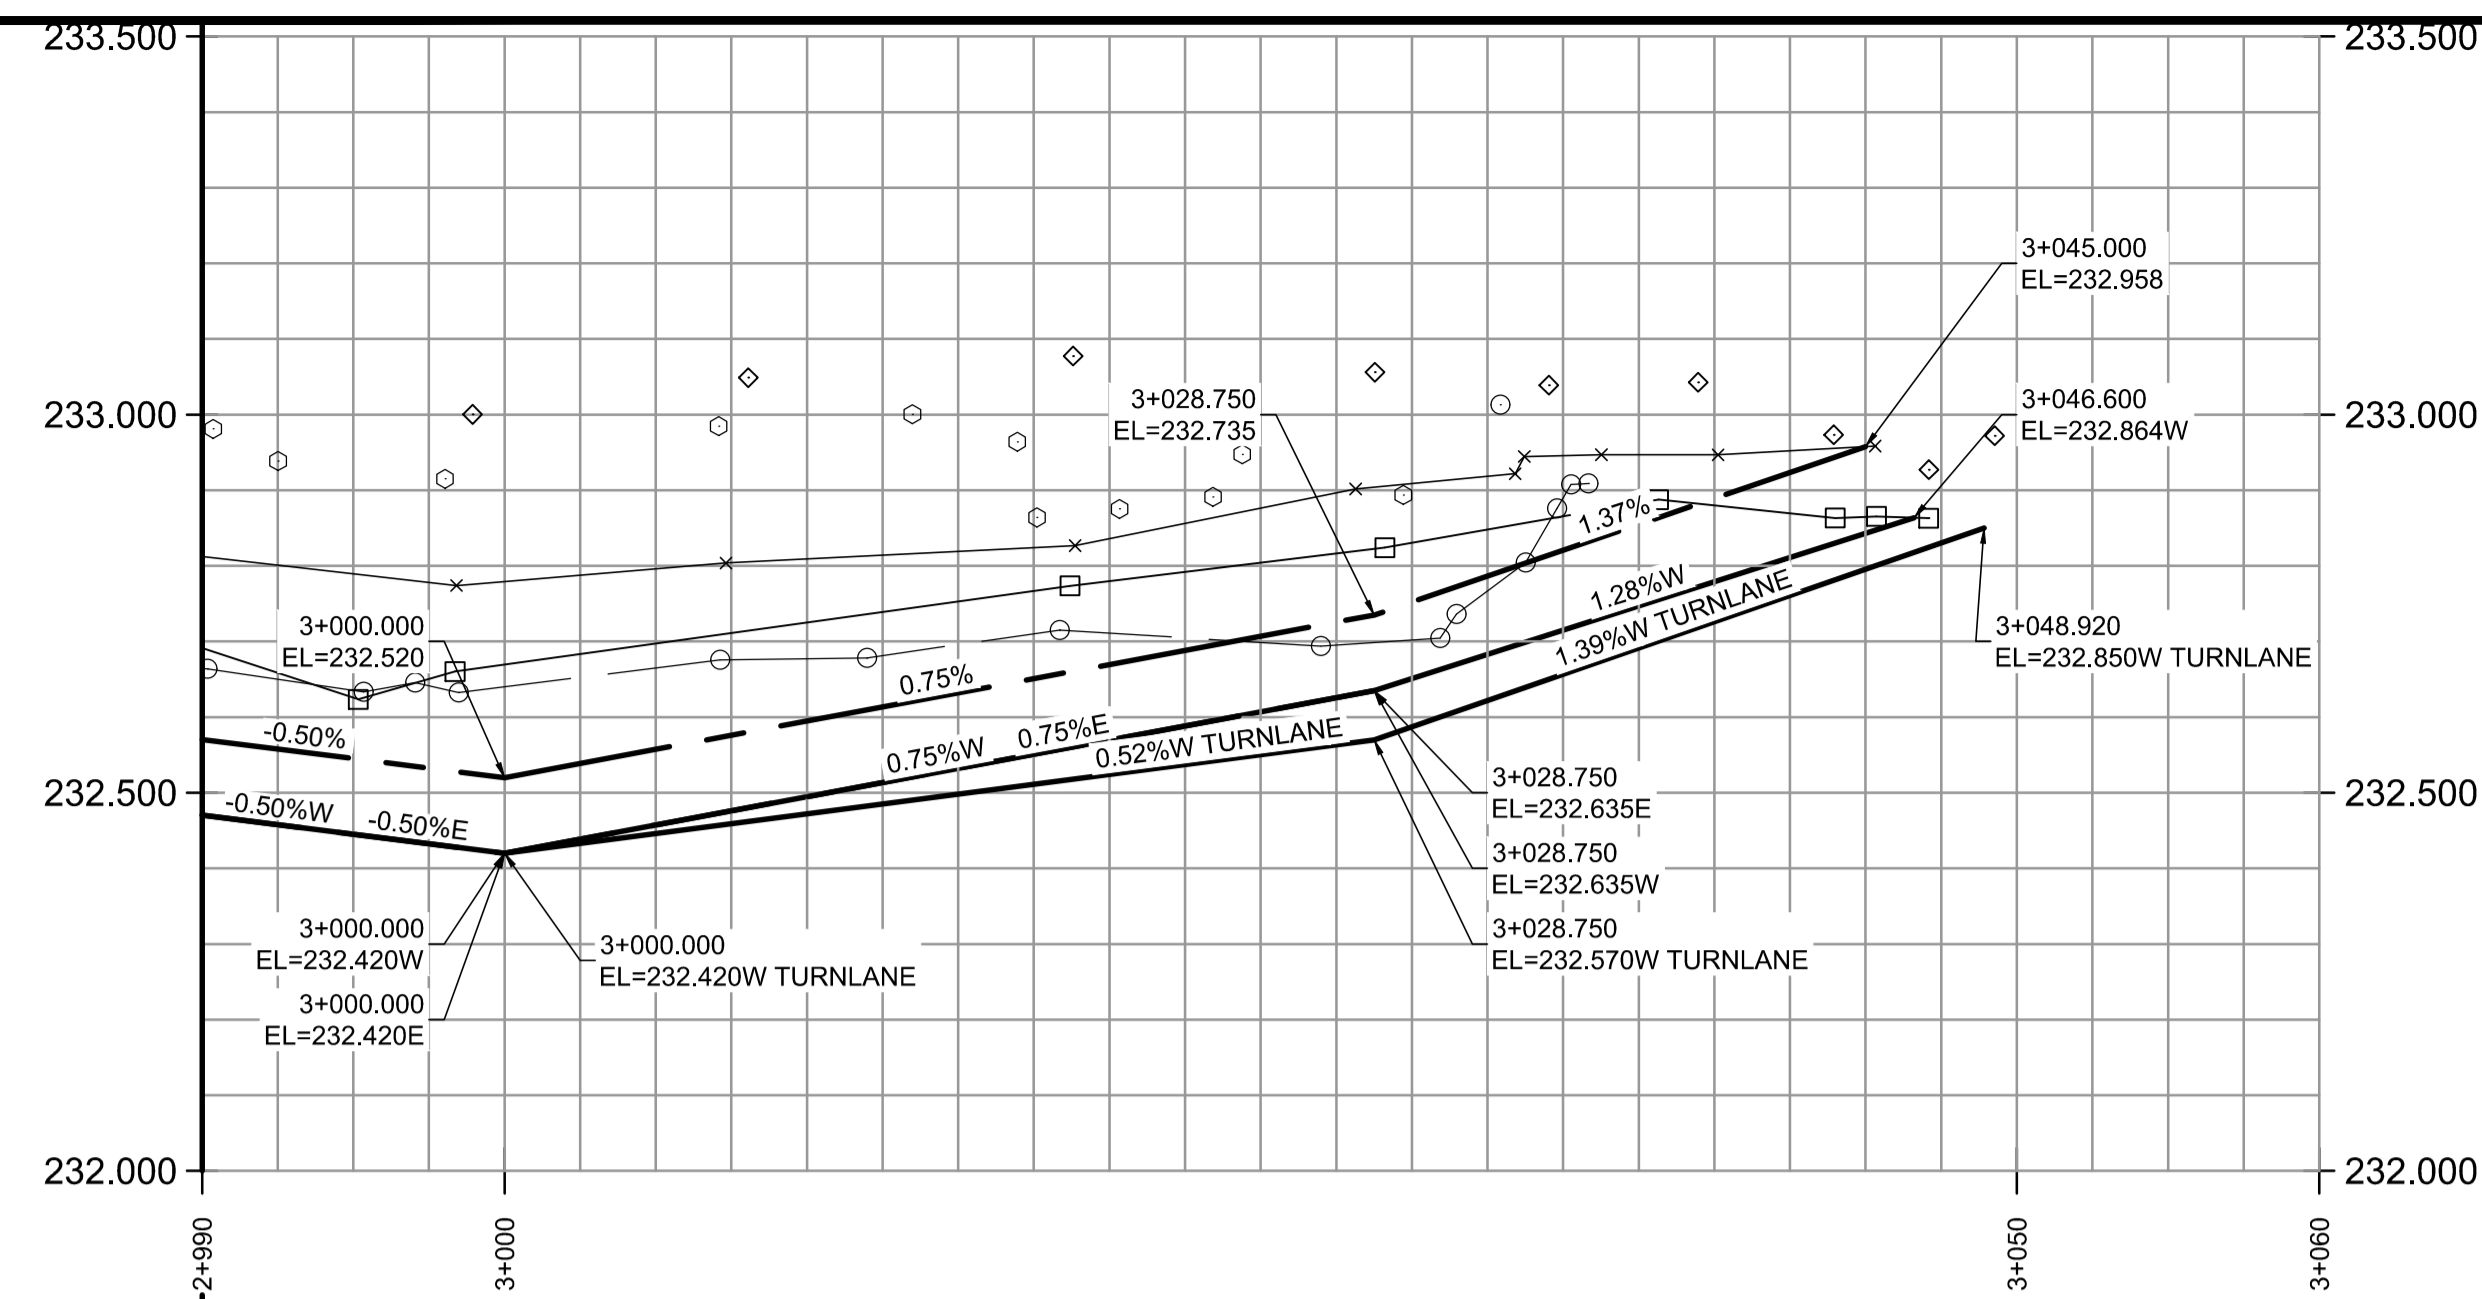 233.500
233.500
3+045.000
EL=232.958
3+028.750
EL=232.735
3+046.600
EL=232.864W
233.000
233.000
1.37%
1.28%W
1.39%W TURNLANE
3+000.000
EL=232.520
3+048.920
EL=232.850W TURNLANE
0.75%
-0.50%
0.75%W
0.75%E
0.52%W TURNLANE
232.500
232.500
-0.50%W
-0.50%E
3+028.750
EL=232.635E
3+028.750
EL=232.635W
3+028.750
EL=232.570W TURNLANE
3+000.000
EL=232.420W
3+000.000
EL=232.420W TURNLANE
3+000.000
EL=232.420E
232.000
232.000
2+990
3+000
3+050
3+060